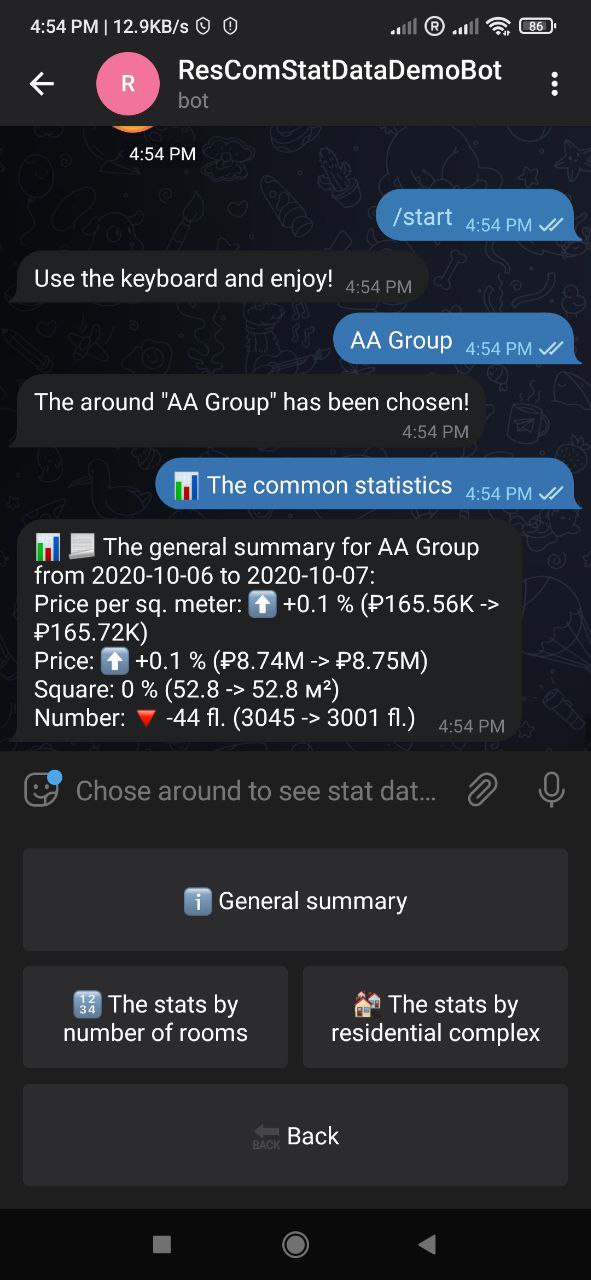 4:54 PM | 12.9KB/s
R
86
R
ResComStatDataDemoBot
bot
4:54 PM
/start 4:54 PM
Use the keyboard and enjoy! 4:54 PM
AA Group 4:54 PM
The around "AA Group" has been chosen!
4:54 PM
📊 The common statistics 4:54 PM
📊 📃 The general summary for AA Group
from 2020-10-06 to 2020-10-07:
Price per sq. meter: ⬆️ +0.1 % (₽165.56K ->
₽165.72K)
Price: ⬆️ +0.1 % (₽8.74M -> ₽8.75M)
Square: 0 % (52.8 -> 52.8 м²)
Number: 🔻 -44 fl. (3045 -> 3001 fl.) 4:54 PM
Chose around to see stat dat...
ℹ️ General summary
🔢 The stats by
number of rooms
🏘 The stats by
residential complex
🔙 Back